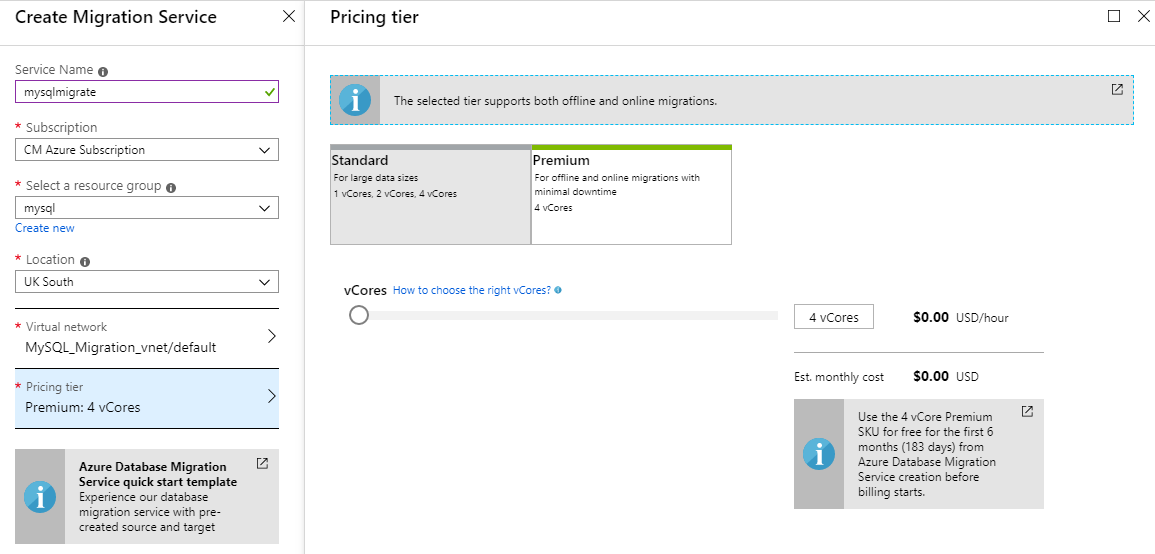 Create Migration Service
Service Name
mysqlmigrate
* Subscription
CM Azure Subscription
* Select a resource group
mysql
Create new
* Location
UK South
* Virtual network
MySQL_Migration_vnet/default
* Pricing tier
Premium: 4 vCores
Azure Database Migration
Service quick start template
Experience our database
migration service with pre-
created source and target
Pricing tier
The selected tier supports both offline and online migrations.
Standard
For large data sizes
1 vCores, 2 vCores, 4 vCores
Premium
For offline and online migrations with
minimal downtime
4 vCores
vCores How to choose the right vCores?
4 vCores $0.00 USD/hour
Est. monthly cost $0.00 USD
Use the 4 vCore Premium
SKU for free for the first 6
months (183 days) from
Azure Database Migration
Service creation before
billing starts.